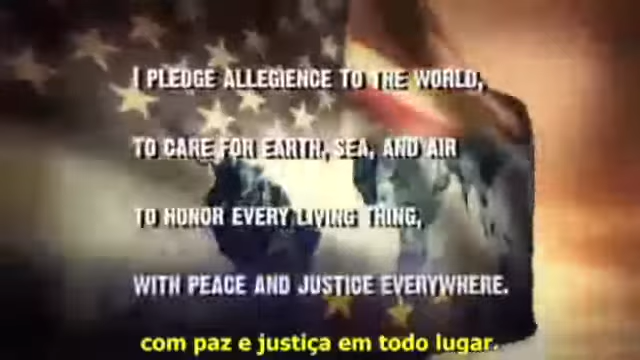 I PLEDGE ALLEGIENCE TO THE WORLD,
TO CARE FOR EARTH, SEA, AND AIR
TO HONOR EVERY LIVING THING,
WITH PEACE AND JUSTICE EVERYWHERE.
com paz e justiça em todo lugar.